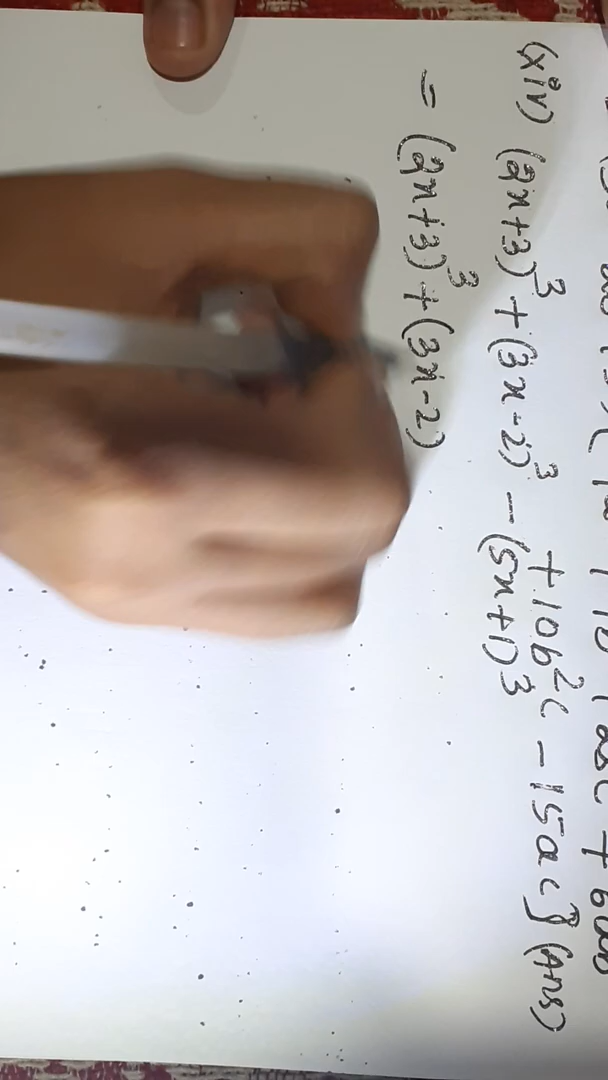 +10b²c - 15ac} (Ans)
(xiv) (2x+3)³ + (3x-2)³ - (5x+1)³
= (2x+3)³ + (3x-2)